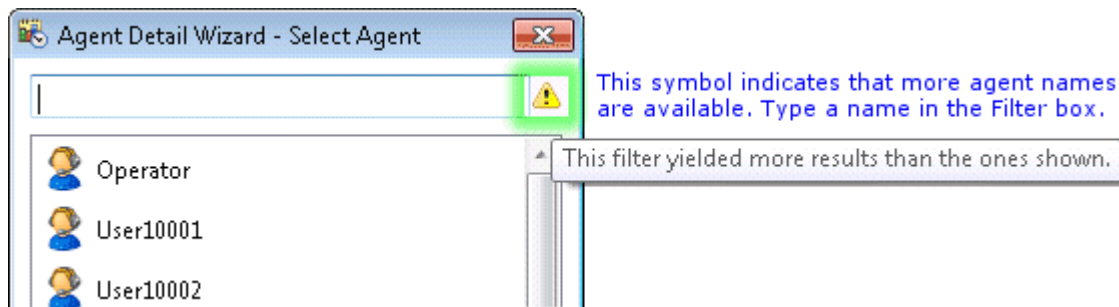 Agent Detail Wizard - Select Agent
This symbol indicates that more agent names
are available. Type a name in the Filter box.
This filter yielded more results than the ones shown.
Operator
User10001
User10002